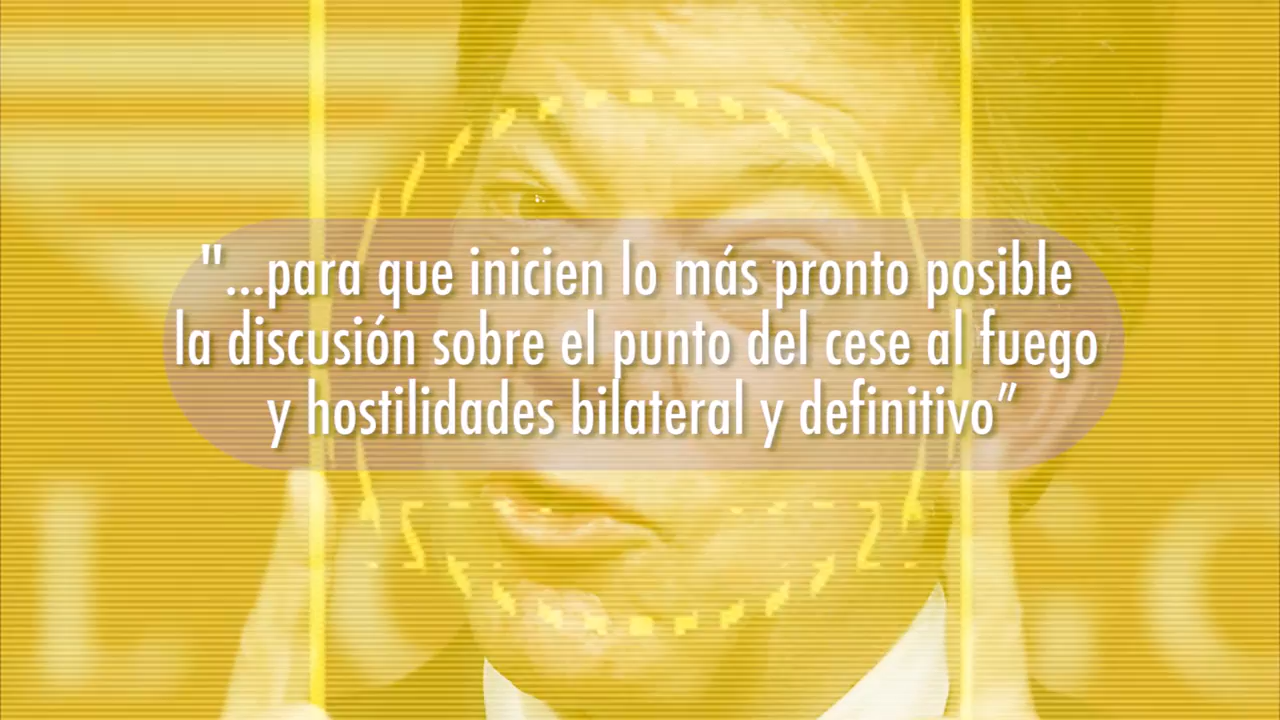 "...para que inicien lo más pronto posible
la discusión sobre el punto del cese al fuego
y hostilidades bilateral y definitivo”